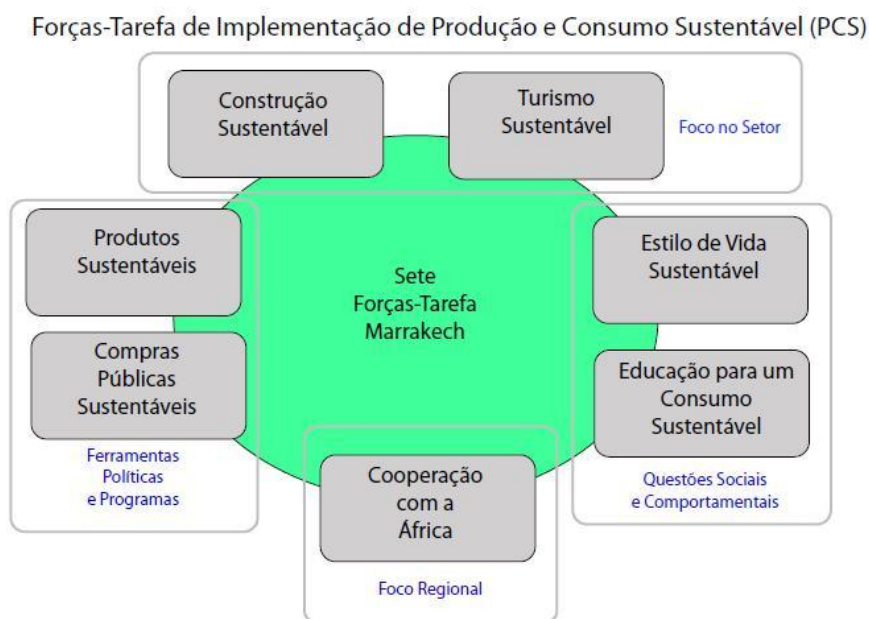 Forças-Tarefa de Implementação de Produção e Consumo Sustentável (PCS)
Construção
Sustentável
Turismo
Sustentável
Foco no Setor
Produtos
Sustentáveis
Compras
Públicas
Sustentáveis
Ferramentas
Políticas
e Programas
Sete
Forças-Tarefa
Marrakech
Estilo de Vida
Sustentável
Educação para um
Consumo
Sustentável
Questões Sociais
e Comportamentais
Cooperação
com a
África
Foco Regional